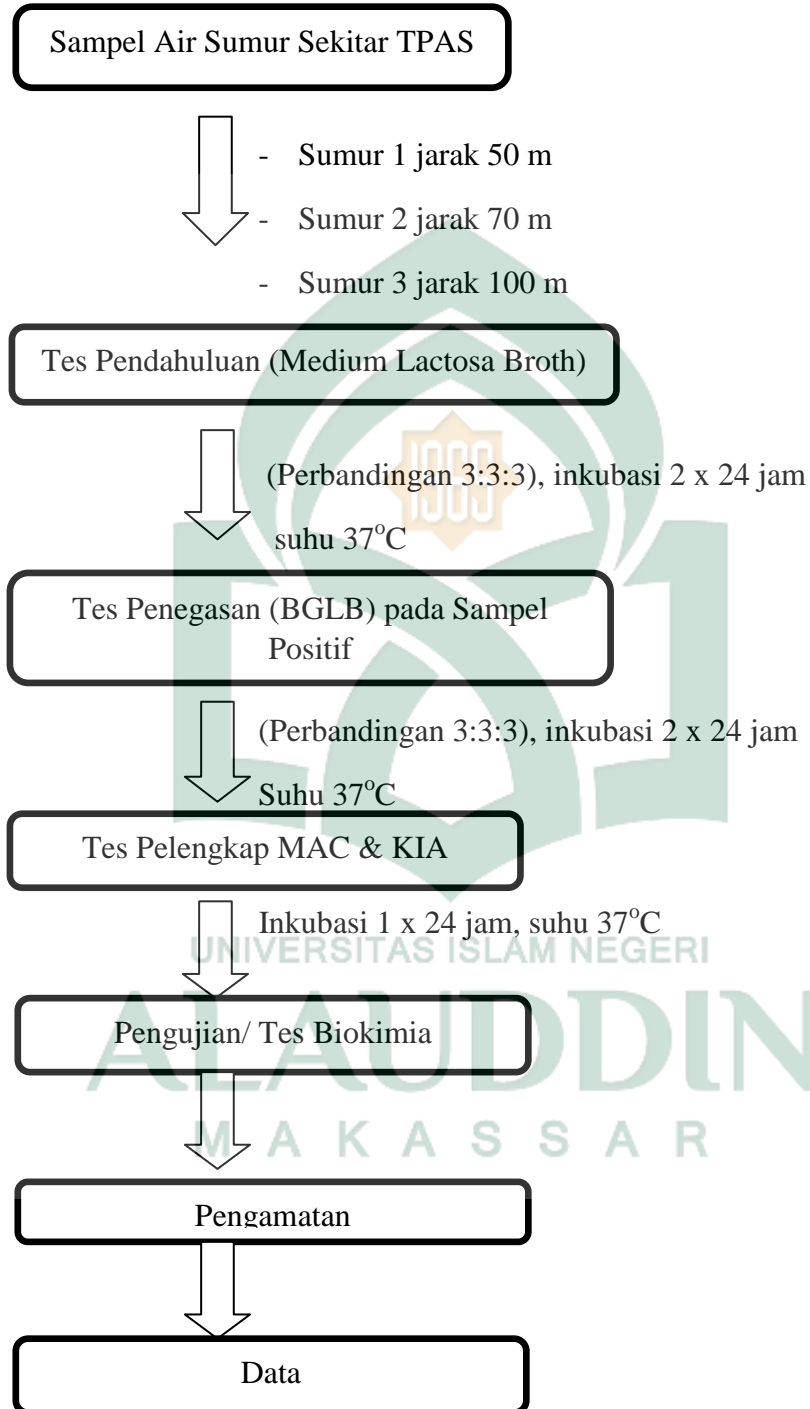 Sampel Air Sumur Sekitar TPAS
- Sumur 1 jarak 50 m
- Sumur 2 jarak 70 m
- Sumur 3 jarak 100 m
Tes Pendahuluan (Medium Lactosa Broth)
1989
(Perbandingan 3:3:3), inkubasi 2 x 24 jam
suhu 37°C
Tes Penegasan (BGLB) pada Sampel
Positif
(Perbandingan 3:3:3), inkubasi 2 x 24 jam
Suhu 37°C
Tes Pelengkap MAC & KIA
Inkubasi 1 x 24 jam, suhu 37°C
UNIVERSITAS ISLAM NEGERI
ALAUDDIN
Pengujian/ Tes Biokimia
MAKASSAR
Pengamatan
Data